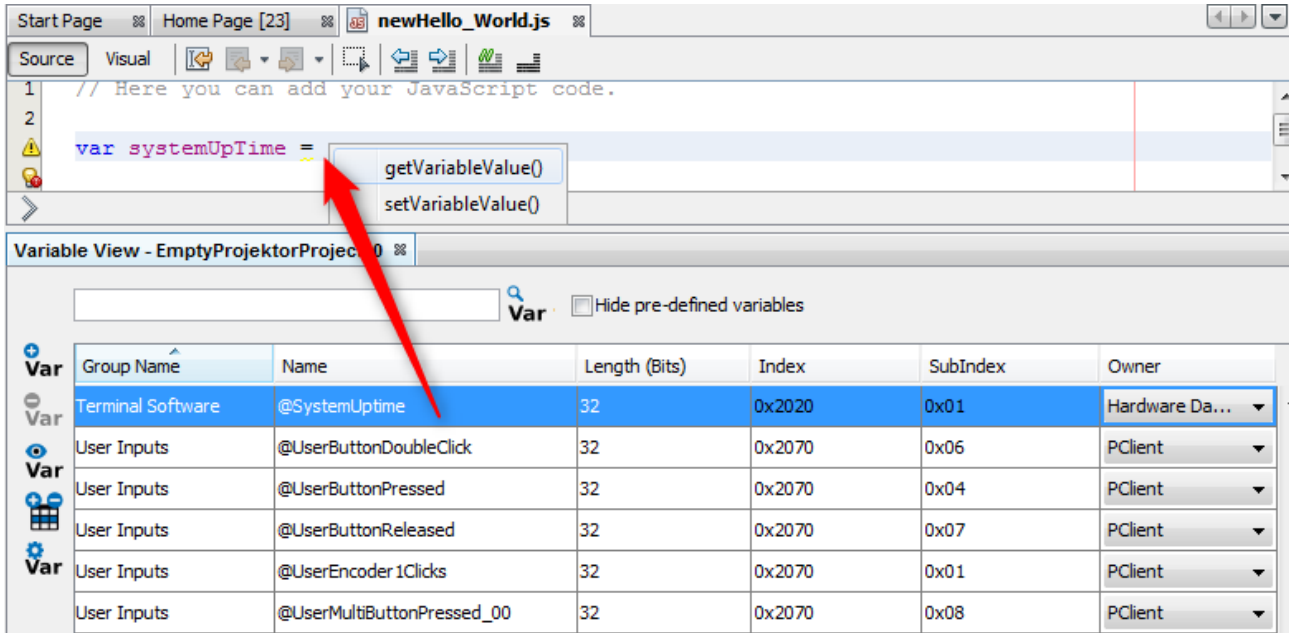 Start Page Home Page [23] newHello_World.js
Source Visual
1 // Here you can add your JavaScript code.
2
var systemUpTime =
getVariableValue()
setVariableValue()
Variable View - EmptyProjektorProject 0
Var Hide pre-defined variables
Var Group Name Name Length (Bits) Index SubIndex Owner
Var Terminal Software @SystemUptime 32 0x2020 0x01 Hardware Da...
User Inputs @UserButtonDoubleClick 32 0x2070 0x06 PClient
Var
User Inputs @UserButtonPressed 32 0x2070 0x04 PClient
User Inputs @UserButtonReleased 32 0x2070 0x07 PClient
Var User Inputs @UserEncoder1Clicks 32 0x2070 0x01 PClient
User Inputs @UserMultiButtonPressed_00 32 0x2070 0x08 PClient